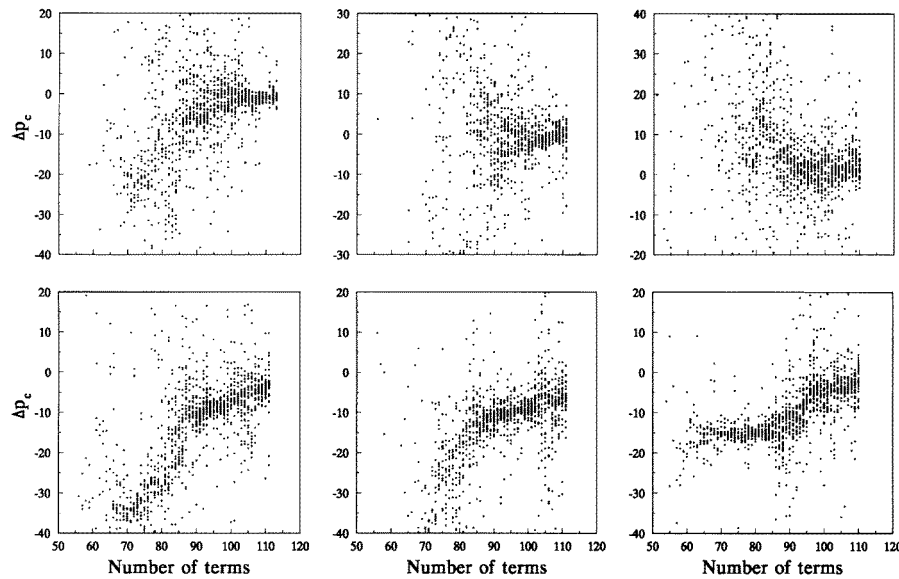 20 30 40
10 20 30
0 10 20
-10 0 10
-20 -10 0
-30 -20 -10
-40 -30 -20
Δp_c
20 20 20
10 10 10
0 0 0
-10 -10 -10
-20 -20 -20
-30 -30 -30
-40 -40 -40
Δp_c
50 60 70 80 90 100 110 120 50 60 70 80 90 100 110 120 50 60 70 80 90 100 110 120
Number of terms Number of terms Number of terms